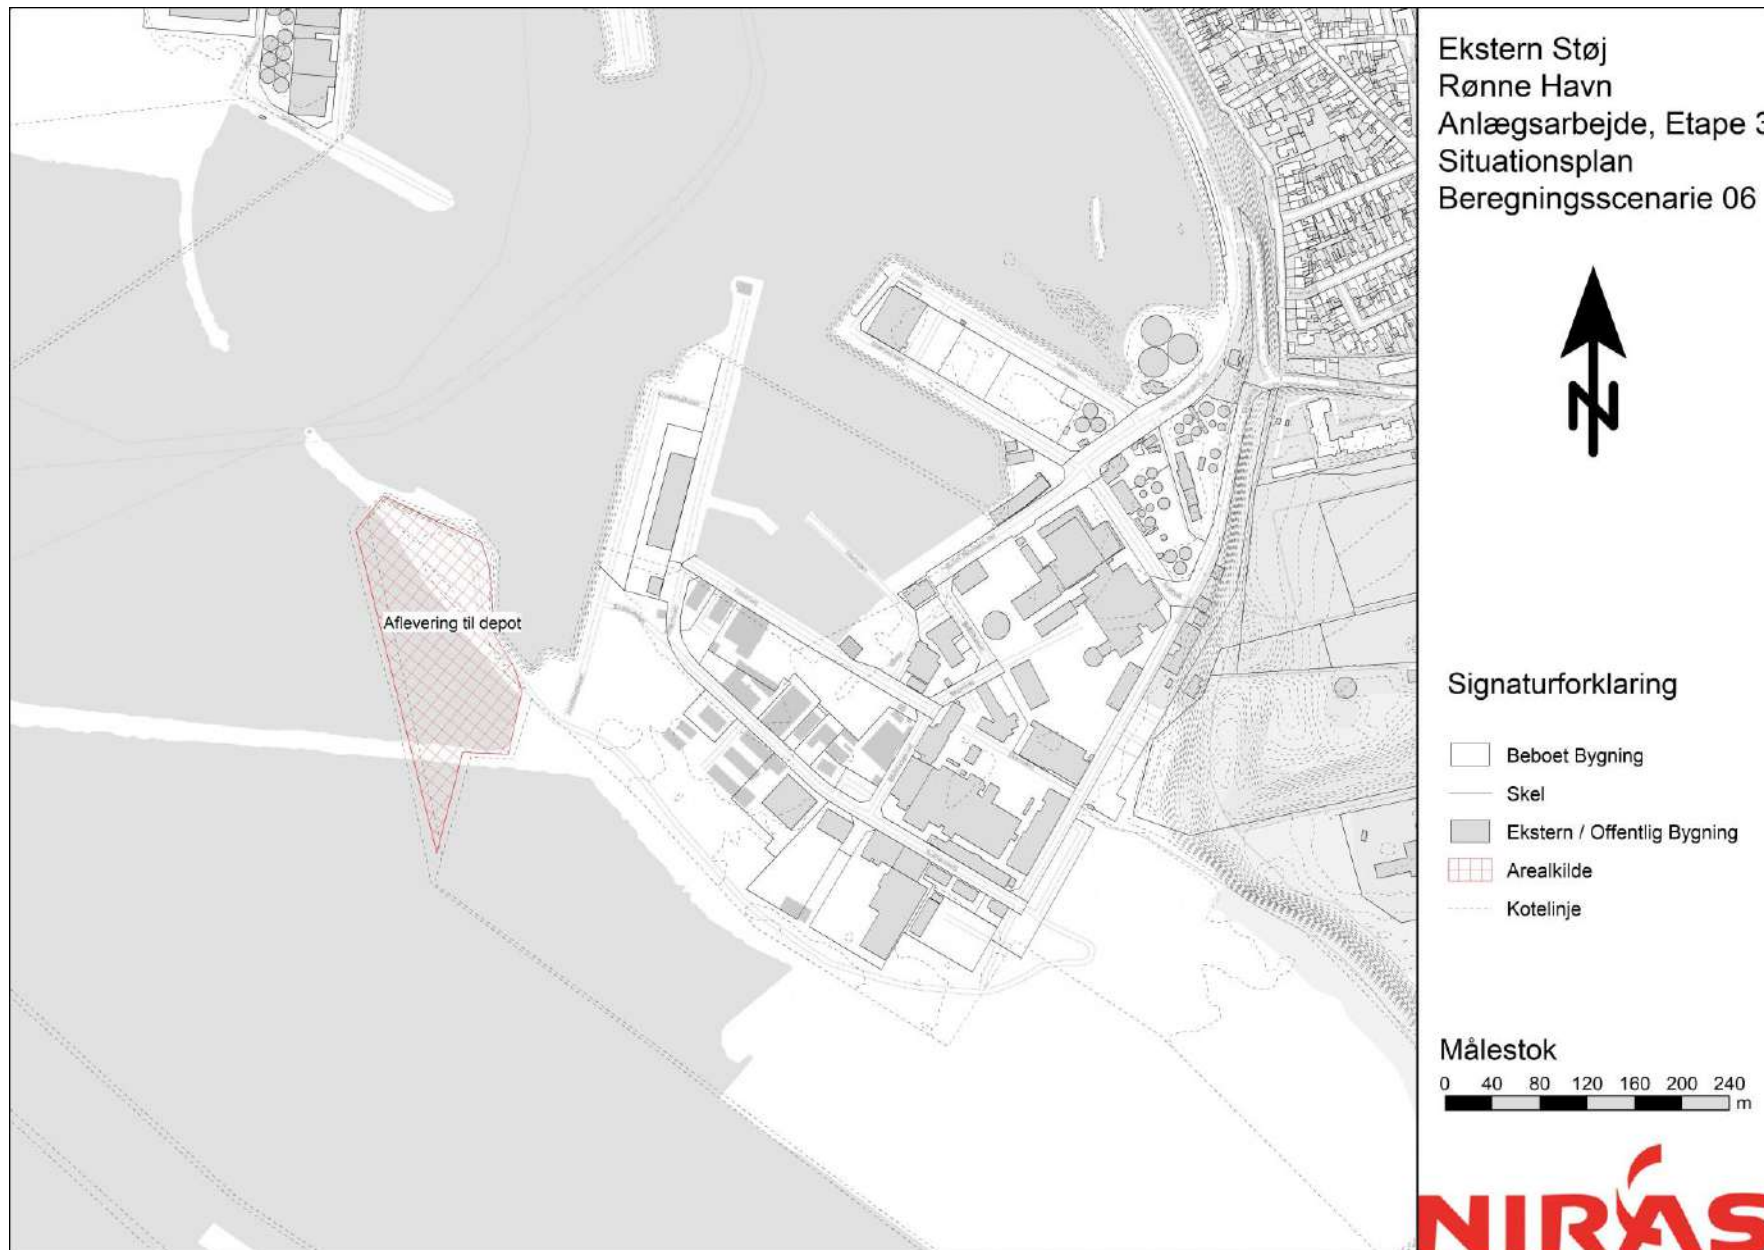 Ekstern Støj
Rønne Havn
Anlægsarbejde, Etape 3
Situationsplan
Beregningsscenarie 06
N
Aflevering til depot
Signaturforklaring
Beboet Bygning
Skel
Ekstern / Offentlig Bygning
Arealkilde
Kotelinje
Målestok
0 40 80 120 160 200 240
m
NIRAS